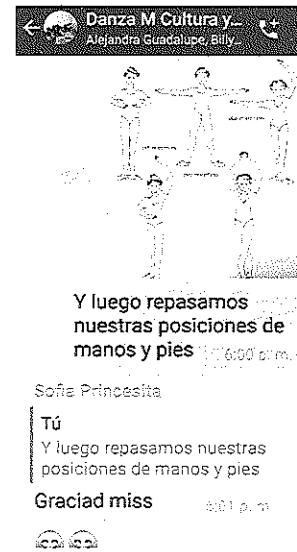 Danza M Cultura y...
Alejandra Guadalupe, Billy...
Y luego repasamos
nuestras posiciones de
manos y pies 6:00 p. m.
Sofia Princesita
Tú
Y luego repasamos nuestras
posiciones de manos y pies
Graciad miss 6:01 p. m.